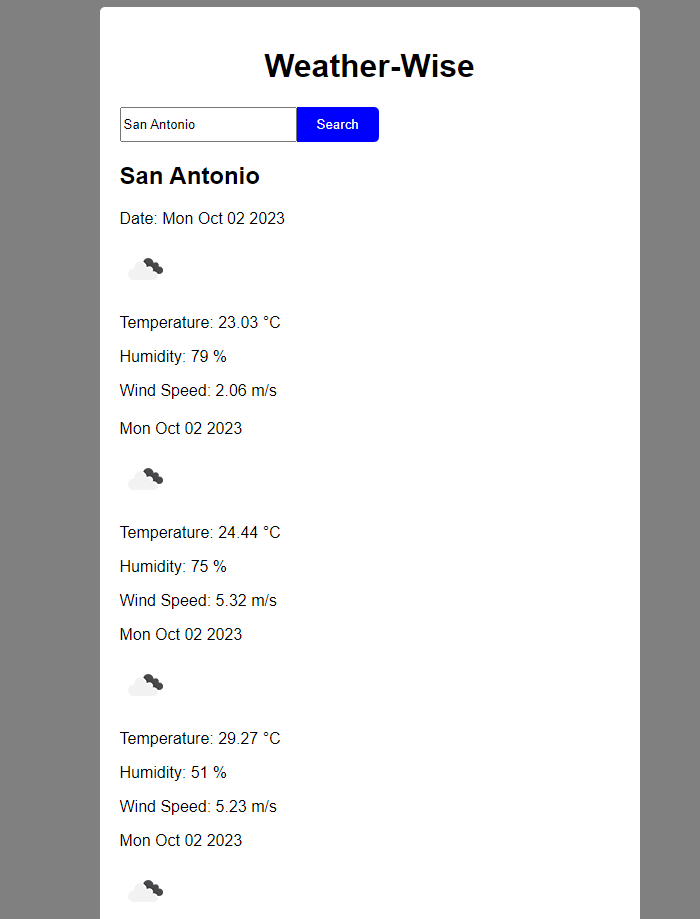 Weather-Wise
San Antonio
Search
San Antonio
Date: Mon Oct 02 2023
Temperature: 23.03 °C
Humidity: 79 %
Wind Speed: 2.06 m/s
Mon Oct 02 2023
Temperature: 24.44 °C
Humidity: 75 %
Wind Speed: 5.32 m/s
Mon Oct 02 2023
Temperature: 29.27 °C
Humidity: 51 %
Wind Speed: 5.23 m/s
Mon Oct 02 2023